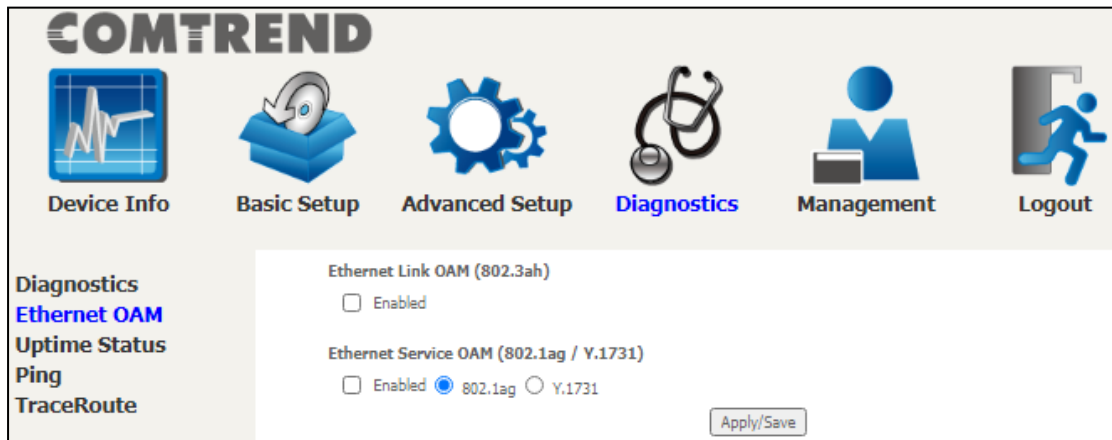 COMTREND
Device Info Basic Setup Advanced Setup Diagnostics Management Logout
Diagnostics
Ethernet OAM
Uptime Status
Ping
TraceRoute
Ethernet Link OAM (802.3ah)
Enabled
Ethernet Service OAM (802.1ag / Y.1731)
Enabled 802.1ag Y.1731
Apply/Save